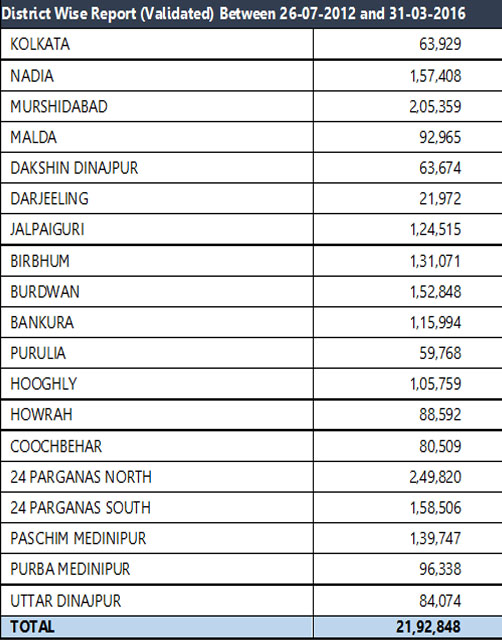 District Wise Report (Validated) Between 26-07-2012 and 31-03-2016
KOLKATA 63,929
NADIA 1,57,408
MURSHIDABAD 2,05,359
MALDA 92,965
DAKSHIN DINAJPUR 63,674
DARJEELING 21,972
JALPAIGURI 1,24,515
BIRBHUM 1,31,071
BURDWAN 1,52,848
BANKURA 1,15,994
PURULIA 59,768
HOOGHLY 1,05,759
HOWRAH 88,592
COOCHBEHAR 80,509
24 PARGANAS NORTH 2,49,820
24 PARGANAS SOUTH 1,58,506
PASCHIM MEDINIPUR 1,39,747
PURBA MEDINIPUR 96,338
UTTAR DINAJPUR 84,074
TOTAL 21,92,848